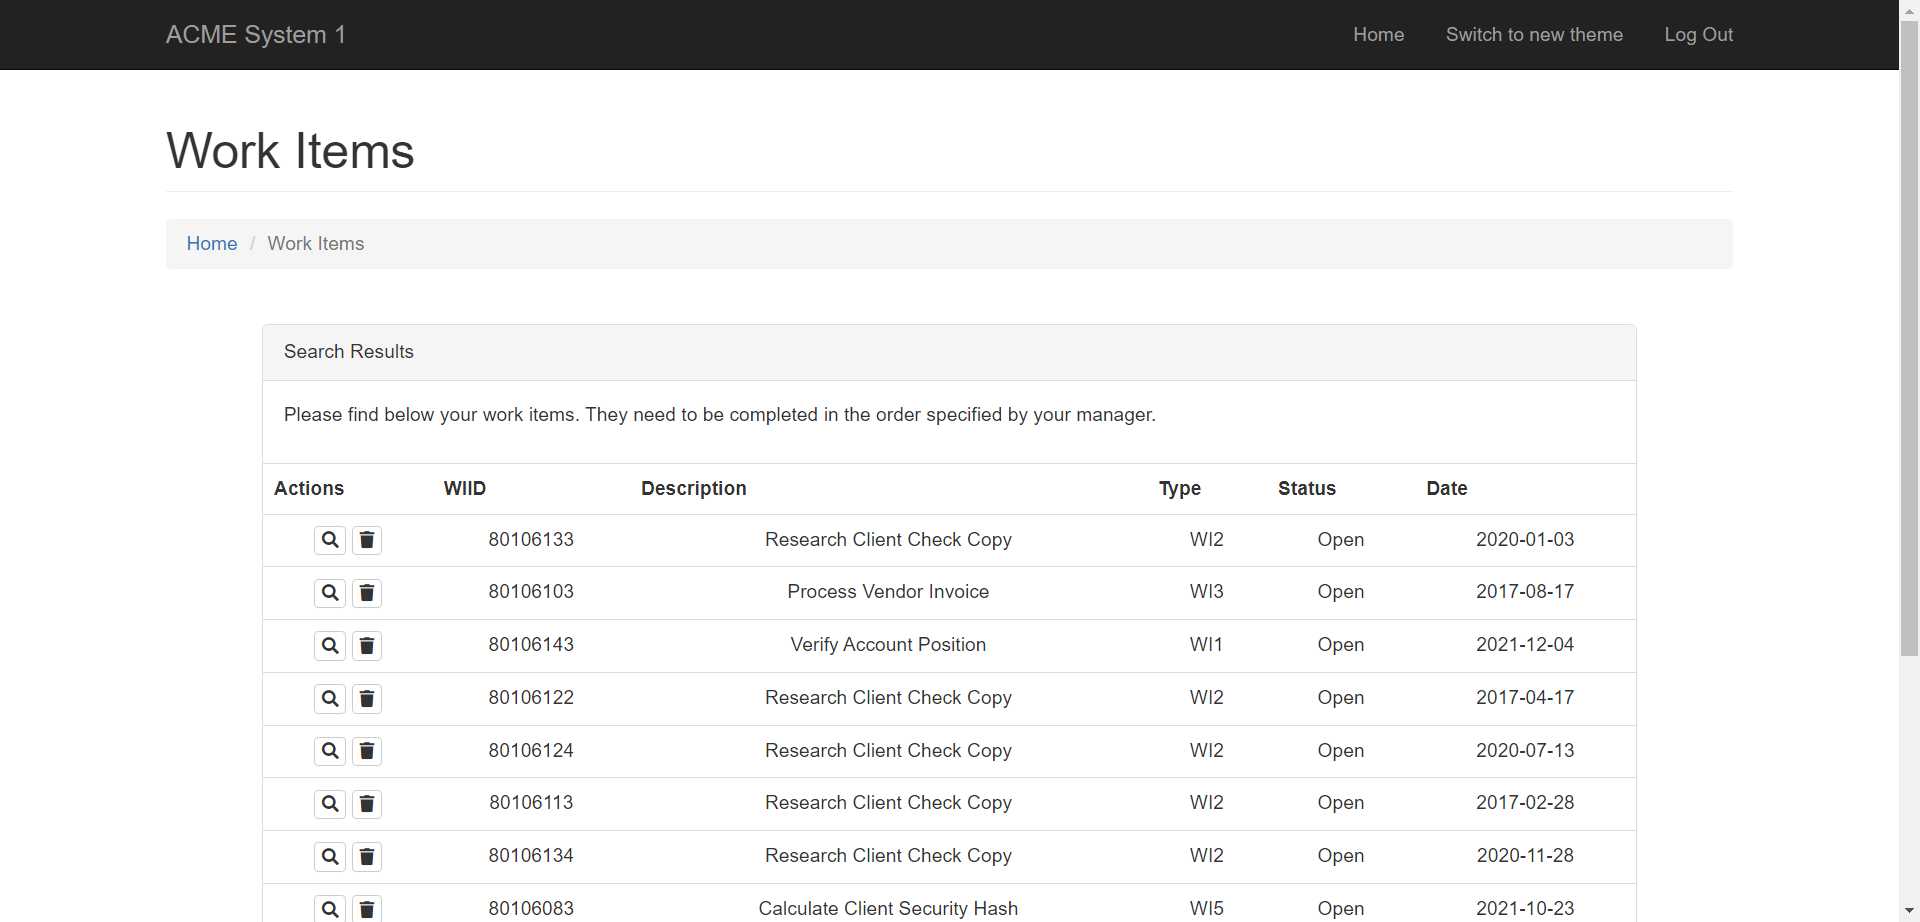 ACME System 1 Home Switch to new theme Log Out
Work Items
Home / Work Items
Search Results
Please find below your work items. They need to be completed in the order specified by your manager.
Actions WIID Description Type Status Date
80106133 Research Client Check Copy WI2 Open 2020-01-03
80106103 Process Vendor Invoice WI3 Open 2017-08-17
80106143 Verify Account Position WI1 Open 2021-12-04
80106122 Research Client Check Copy WI2 Open 2017-04-17
80106124 Research Client Check Copy WI2 Open 2020-07-13
80106113 Research Client Check Copy WI2 Open 2017-02-28
80106134 Research Client Check Copy WI2 Open 2020-11-28
80106083 Calculate Client Security Hash WI5 Open 2021-10-23